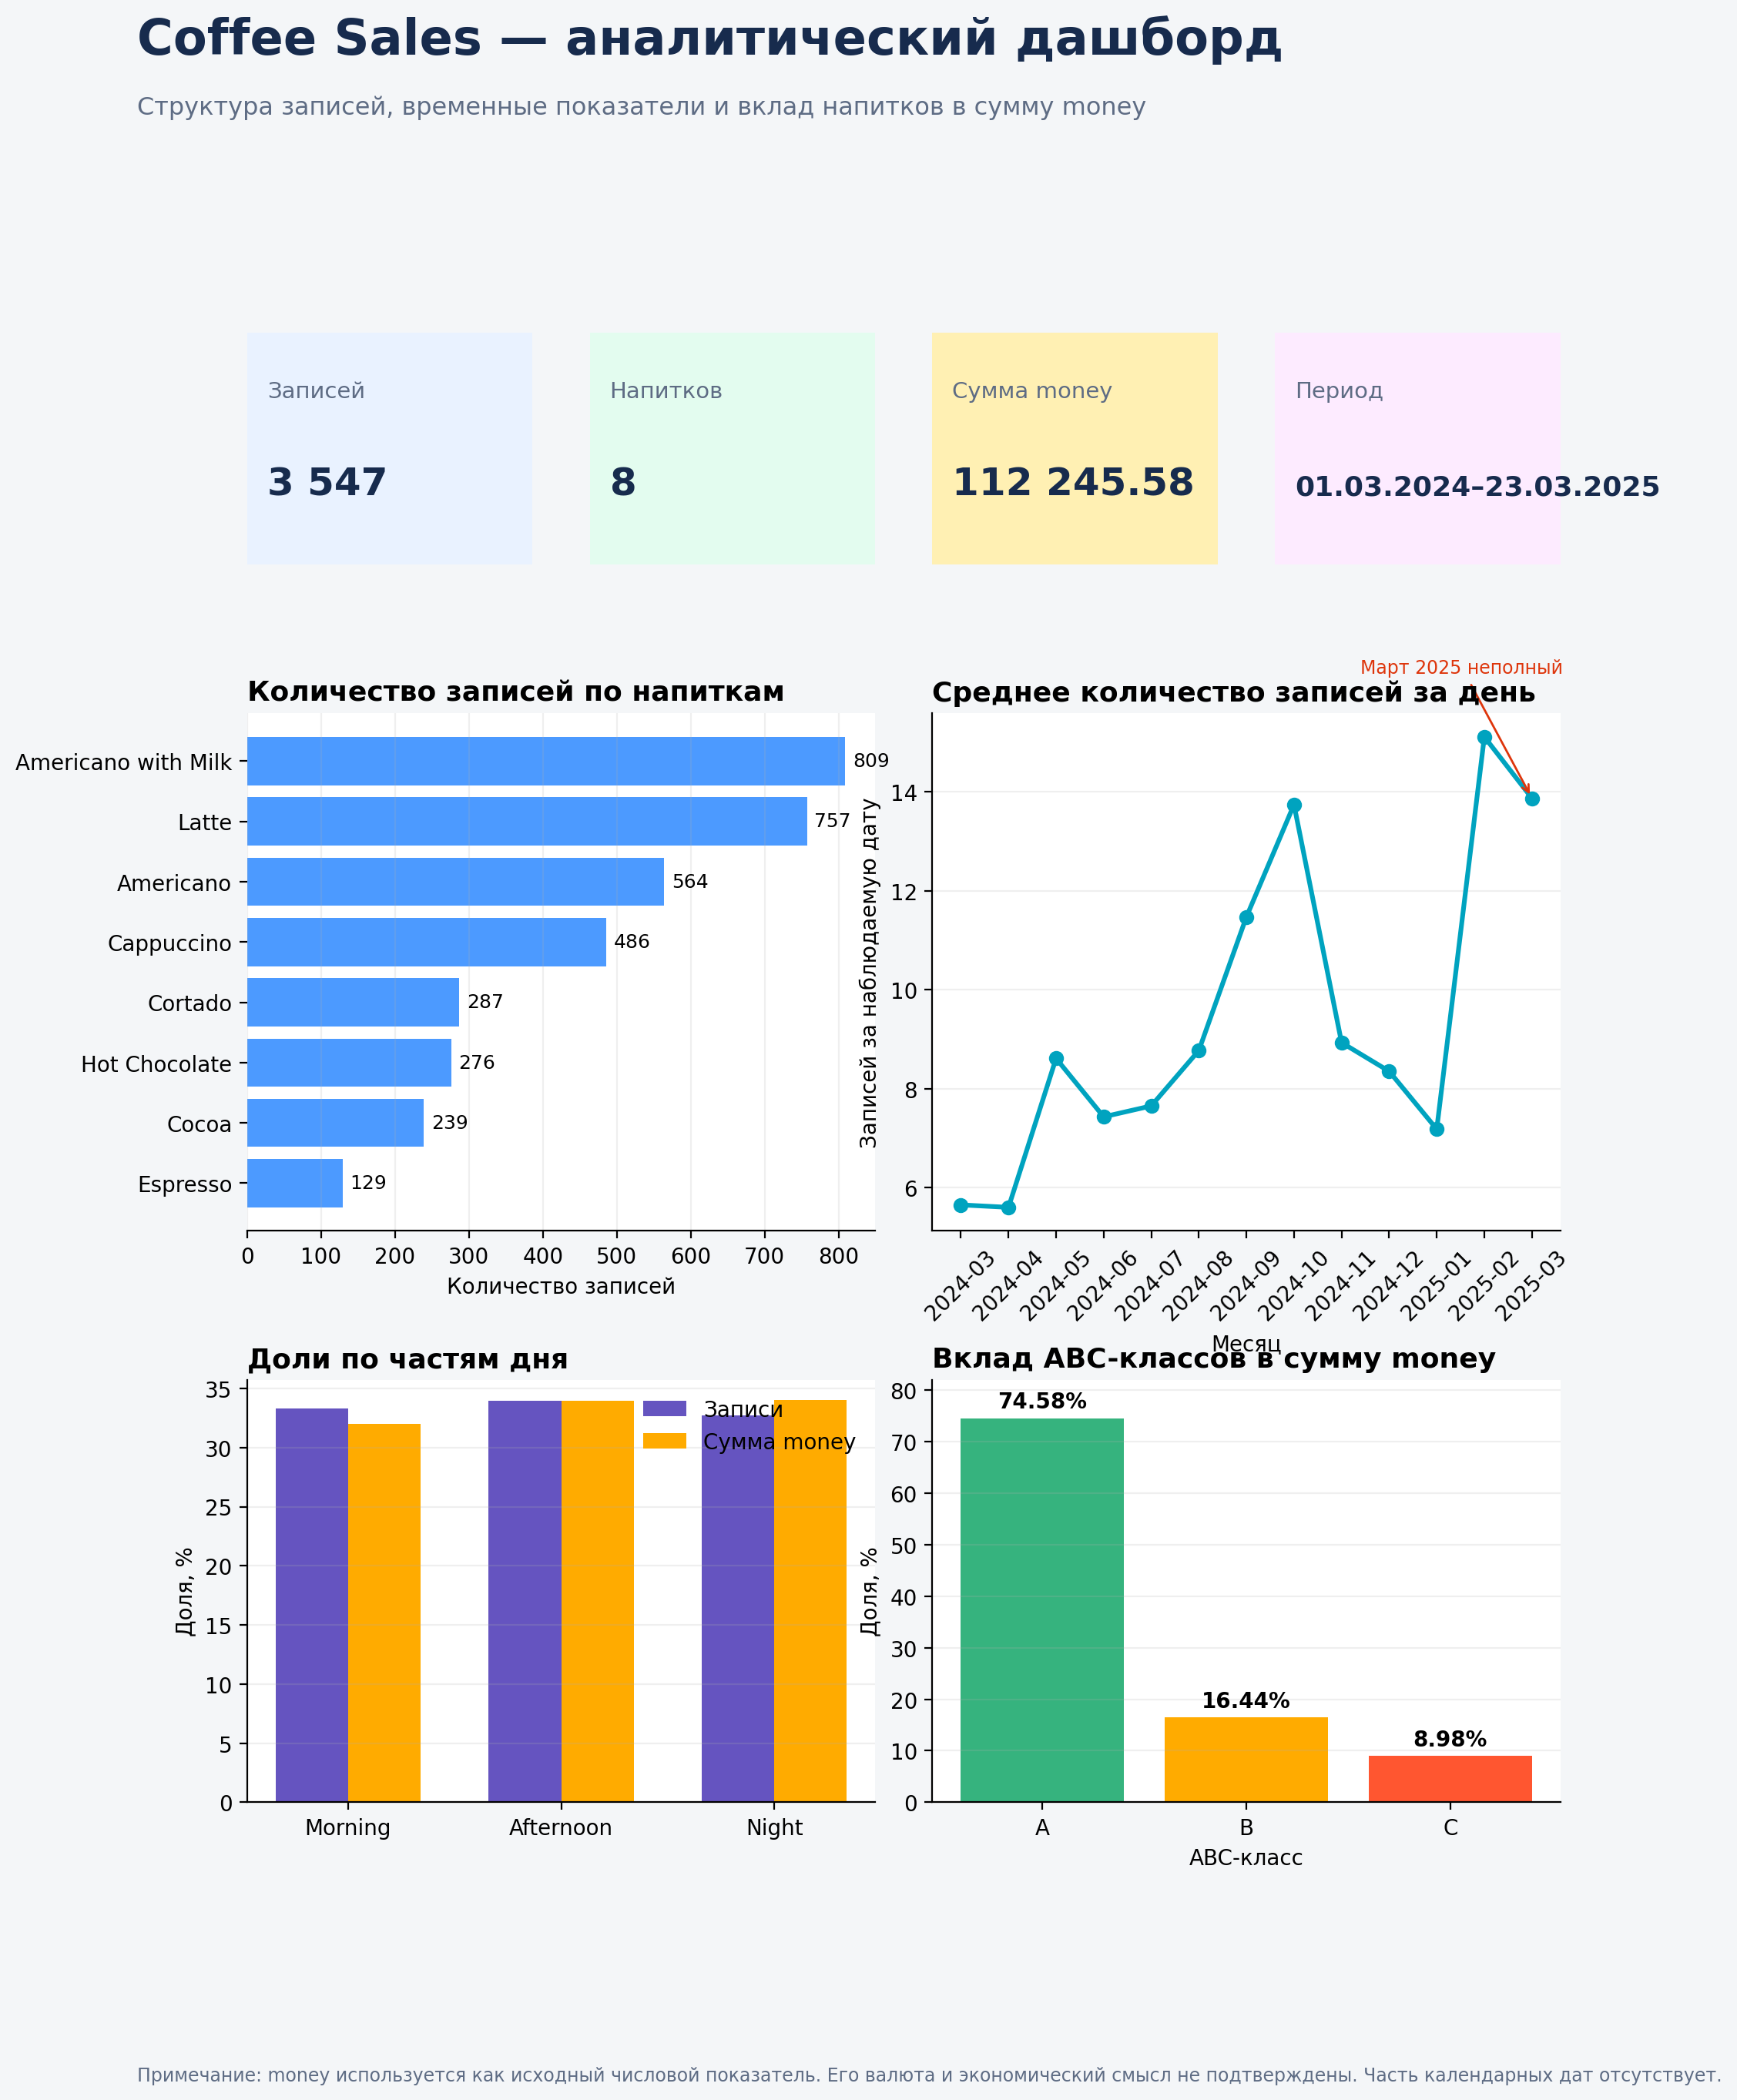 Coffee Sales — аналитический дашборд
Структура записей, временные показатели и вклад напитков в сумму money
Записей
3 547
Напитков
8
Сумма money
112 245.58
Период
01.03.2024–23.03.2025
Количество записей по напиткам
Americano with Milk
809
Latte
757
Americano
564
Cappuccino
486
Cortado
287
Hot Chocolate
276
Cocoa
239
Espresso
129
0 100 200 300 400 500 600 700 800
Количество записей
Март 2025 неполный
Среднее количество записей за день
Записей за наблюдаемую дату
14
12
10
8
6
2024-03 2024-04 2024-05 2024-06 2024-07 2024-08 2024-09 2024-10 2024-11 2024-12 2025-01 2025-02 2025-03
Месяц
Доли по частям дня
Доля, %
35
30
25
20
15
10
5
0
Записи
Сумма money
Morning Afternoon Night
Вклад ABC-классов в сумму money
Доля, %
80
70
60
50
40
30
20
10
0
74.58%
16.44%
8.98%
A B C
ABC-класс
Примечание: money используется как исходный числовой показатель. Его валюта и экономический смысл не подтверждены. Часть календарных дат отсутствует.